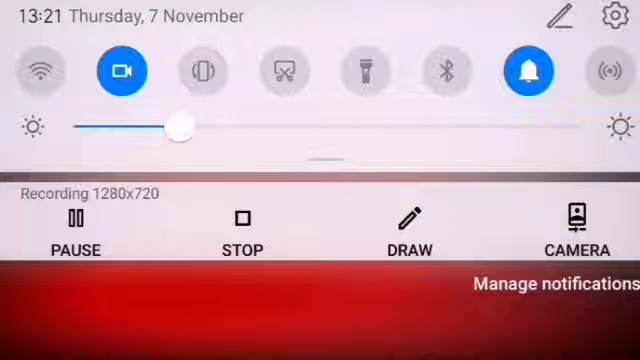 13:21 Thursday, 7 November
Recording 1280x720
PAUSE
STOP
DRAW
CAMERA
Manage notifications